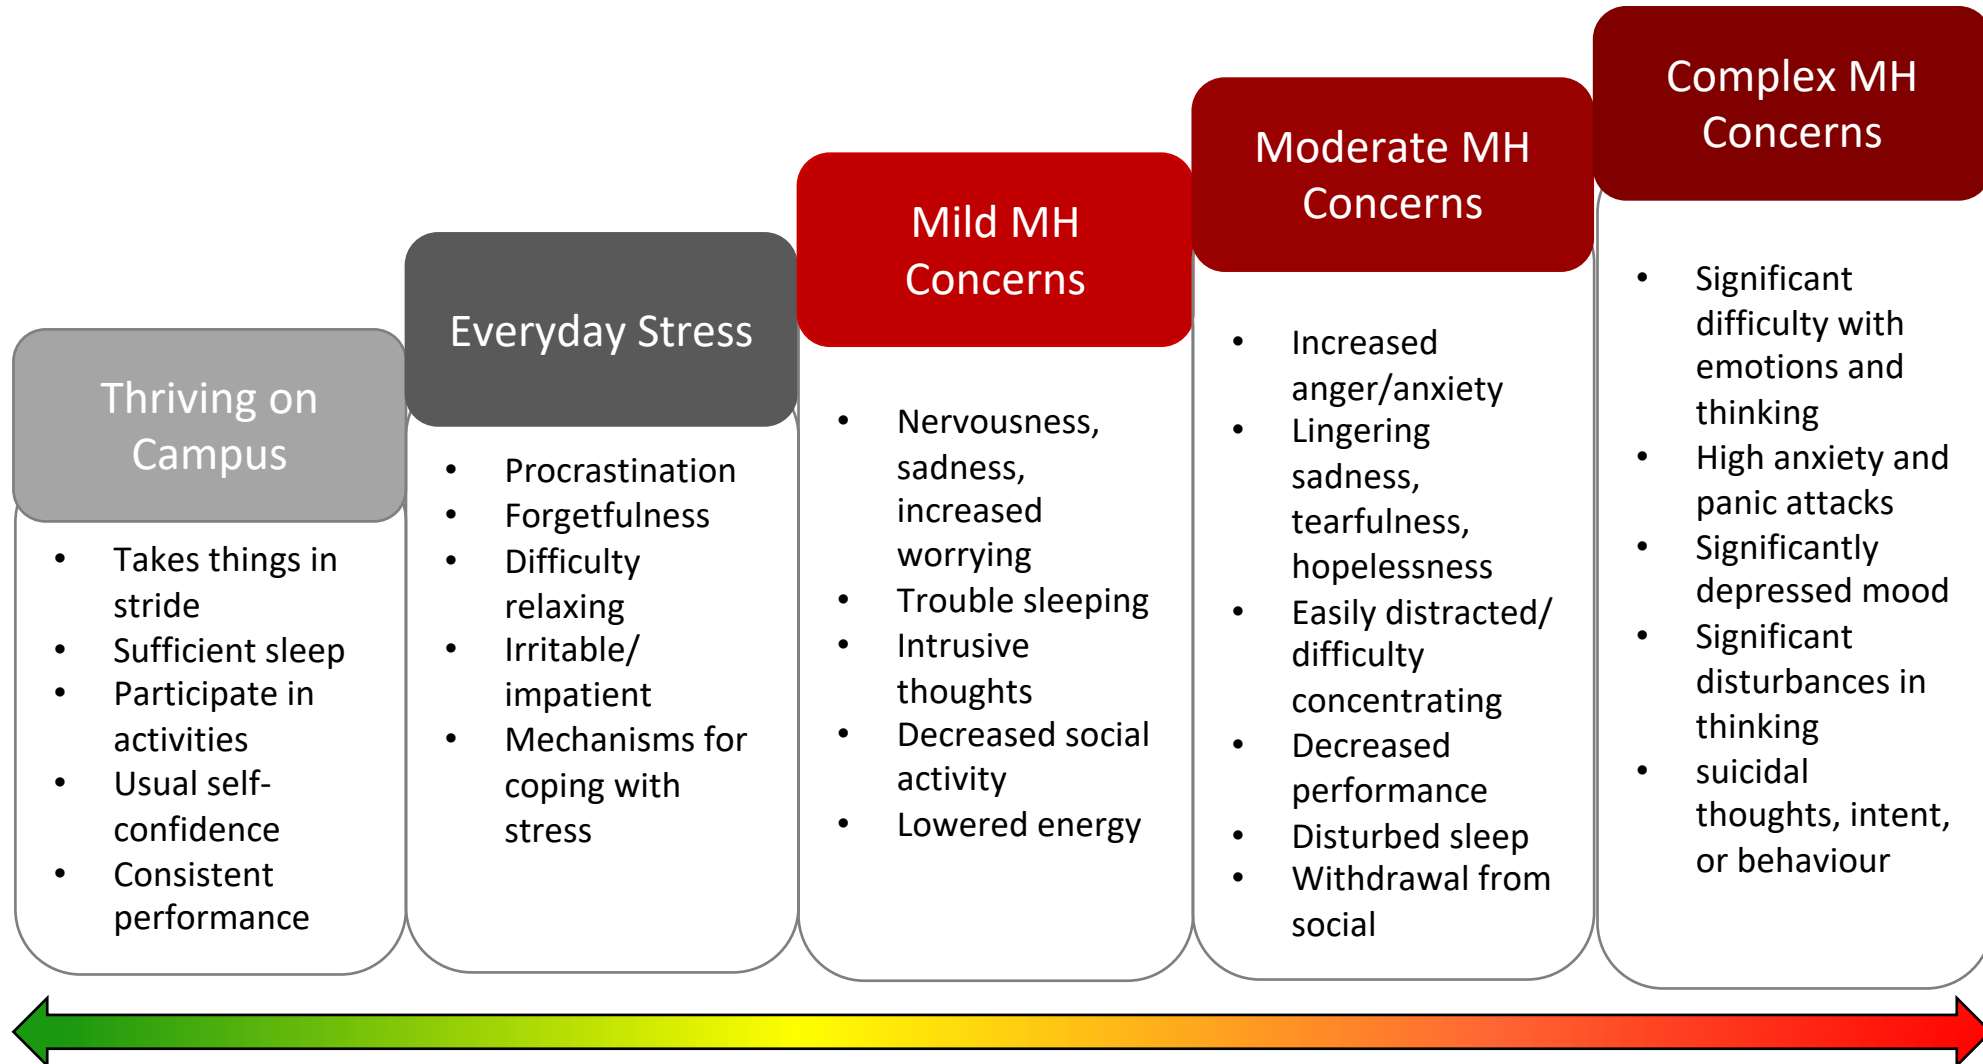 Thriving on
Campus
• Takes things in
stride
• Sufficient sleep
• Participate in
activities
• Usual self-
confidence
• Consistent
performance
Everyday Stress
• Procrastination
• Forgetfulness
• Difficulty
relaxing
• Irritable/
impatient
• Mechanisms for
coping with
stress
Mild MH
Concerns
• Nervousness,
sadness,
increased
worrying
• Trouble sleeping
• Intrusive
thoughts
• Decreased social
activity
• Lowered energy
Moderate MH
Concerns
• Increased
anger/anxiety
• Lingering
sadness,
tearfulness,
hopelessness
• Easily distracted/
difficulty
concentrating
• Decreased
performance
• Disturbed sleep
• Withdrawal from
social
Complex MH
Concerns
• Significant
difficulty with
emotions and
thinking
• High anxiety and
panic attacks
• Significantly
depressed mood
• Significant
disturbances in
thinking
• suicidal
thoughts, intent,
or behaviour